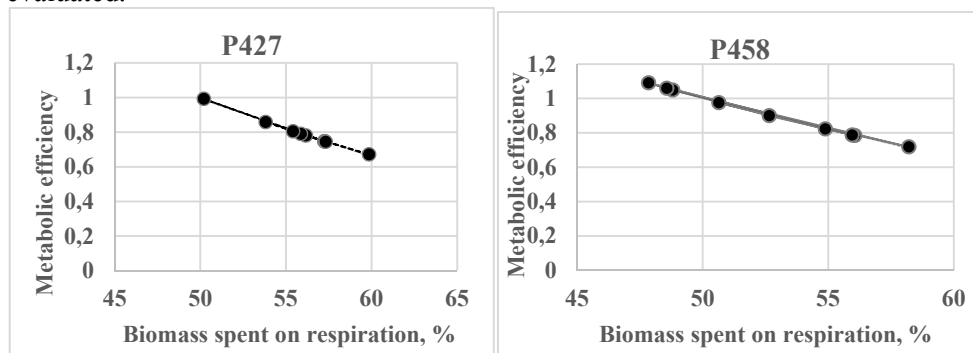 evaluated.
P427
1,2
1
0,8
0,6
0,4
0,2
0
45 50 55 60 65
Metabolic efficiency
Biomass spent on respiration, %
P458
1,2
1
0,8
0,6
0,4
0,2
0
45 50 55 60
Metabolic efficiency
Biomass spent on respiration, %